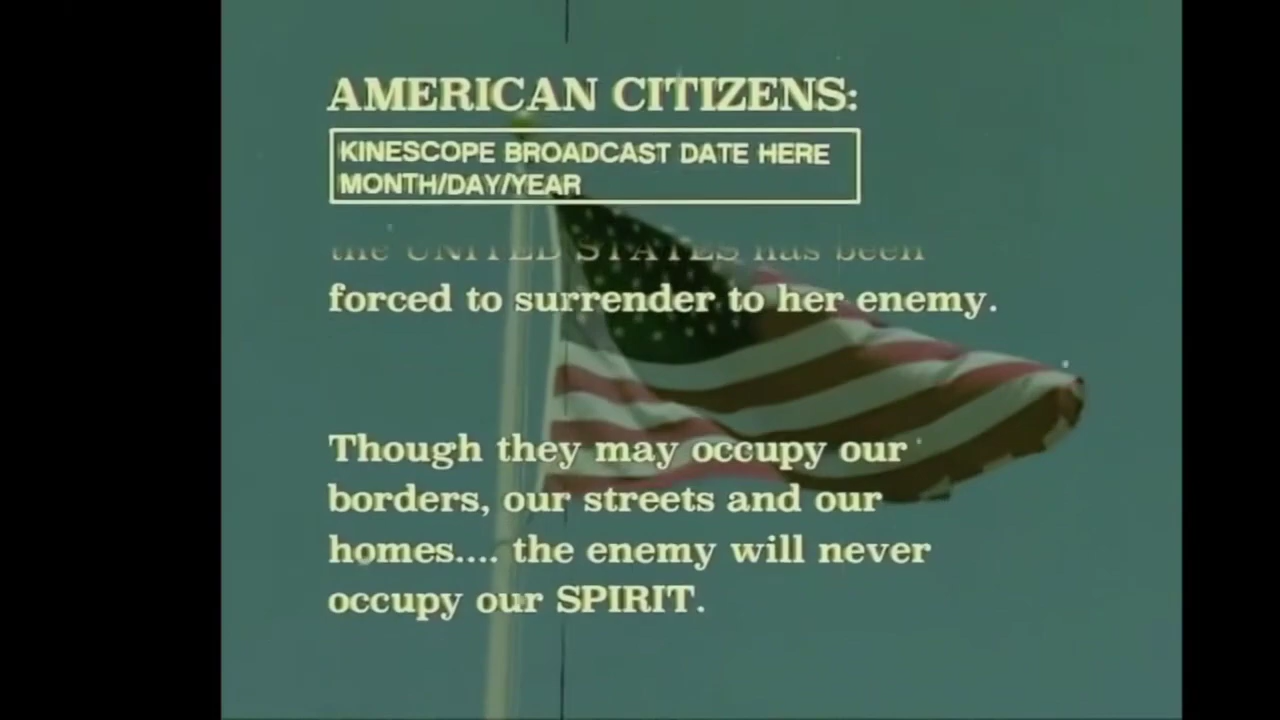 AMERICAN CITIZENS:
KINESCOPE BROADCAST DATE HERE
MONTH/DAY/YEAR
the UNITED STATES has been
forced to surrender to her enemy.
Though they may occupy our
borders, our streets and our
homes.... the enemy will never
occupy our SPIRIT.